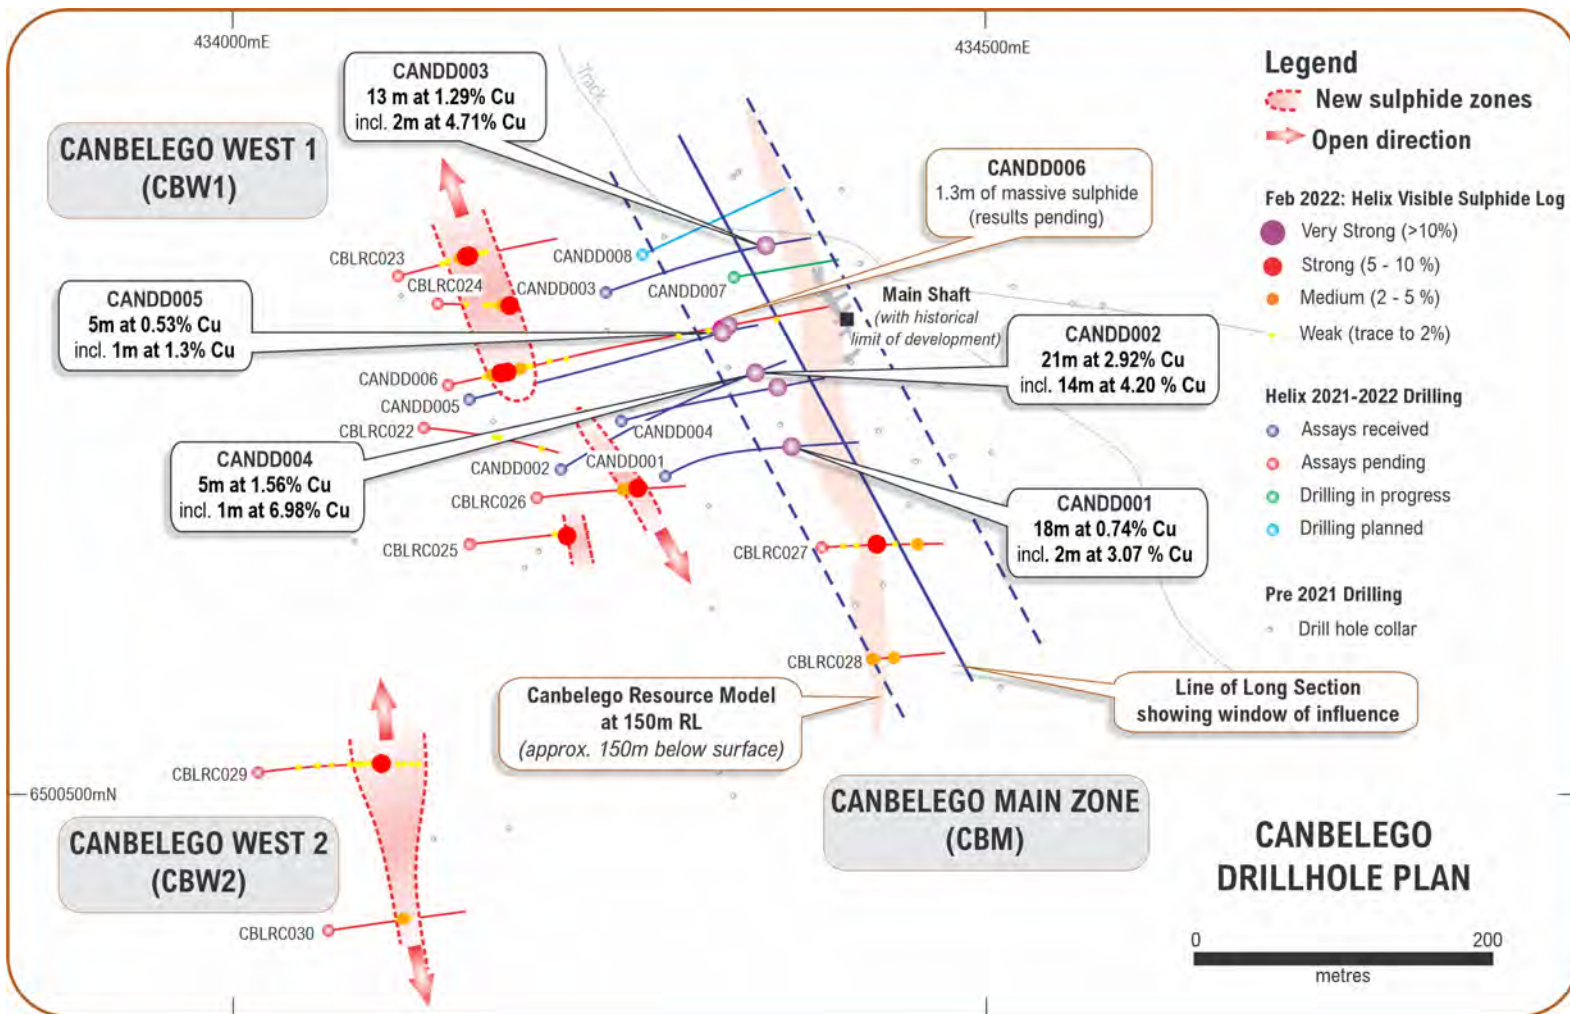 434000mE
434500mE
Track
CANDD003
13 m at 1.29% Cu
incl. 2m at 4.71% Cu
CANBELEGO WEST 1
(CBW1)
CANDD006
1.3m of massive sulphide
(results pending)
Legend
New sulphide zones
Open direction
Feb 2022: Helix Visible Sulphide Log
Very Strong (>10%)
Strong (5 - 10 %)
Medium (2 - 5 %)
Weak (trace to 2%)
Helix 2021-2022 Drilling
Assays received
Assays pending
Drilling in progress
Drilling planned
Pre 2021 Drilling
Drill hole collar
CBLRC023
CBLRC024
CANDD008
CANDD003
CANDD007
CANDD005
5m at 0.53% Cu
incl. 1m at 1.3% Cu
Main Shaft
(with historical
limit of development)
CANDD002
21m at 2.92% Cu
incl. 14m at 4.20 % Cu
CANDD006
CANDD005
CBLRC022
CANDD004
CANDD002
CANDD001
CANDD004
5m at 1.56% Cu
incl. 1m at 6.98% Cu
CBLRC026
CBLRC025
CANDD001
18m at 0.74% Cu
incl. 2m at 3.07 % Cu
CBLRC027
CBLRC028
Canbelego Resource Model
at 150m RL
(approx. 150m below surface)
Line of Long Section
showing window of influence
CBLRC029
6500500mN
CANBELEGO WEST 2
(CBW2)
CBLRC030
CANBELEGO MAIN ZONE
(CBM)
CANBELEGO
DRILLHOLE PLAN
0 200
metres